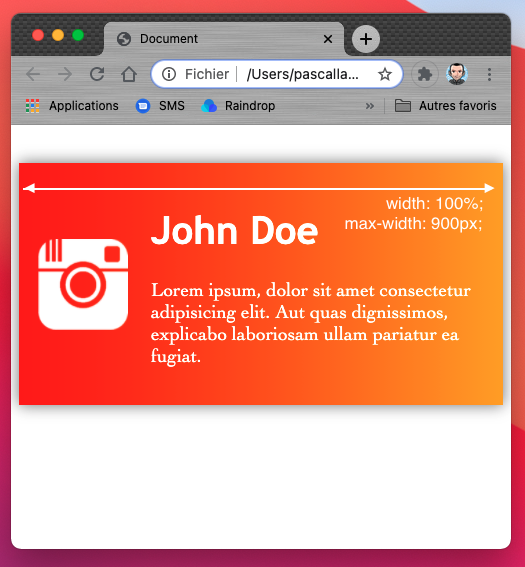 Document
Fichier
/Users/pascalla...
Applications
SMS
Raindrop
»
Autres favoris
width: 100%;
max-width: 900px;
John Doe
Lorem ipsum, dolor sit amet consectetur
adipisicing elit. Aut quas dignissimos,
explicabo laboriosam ullam pariatur ea
fugiat.